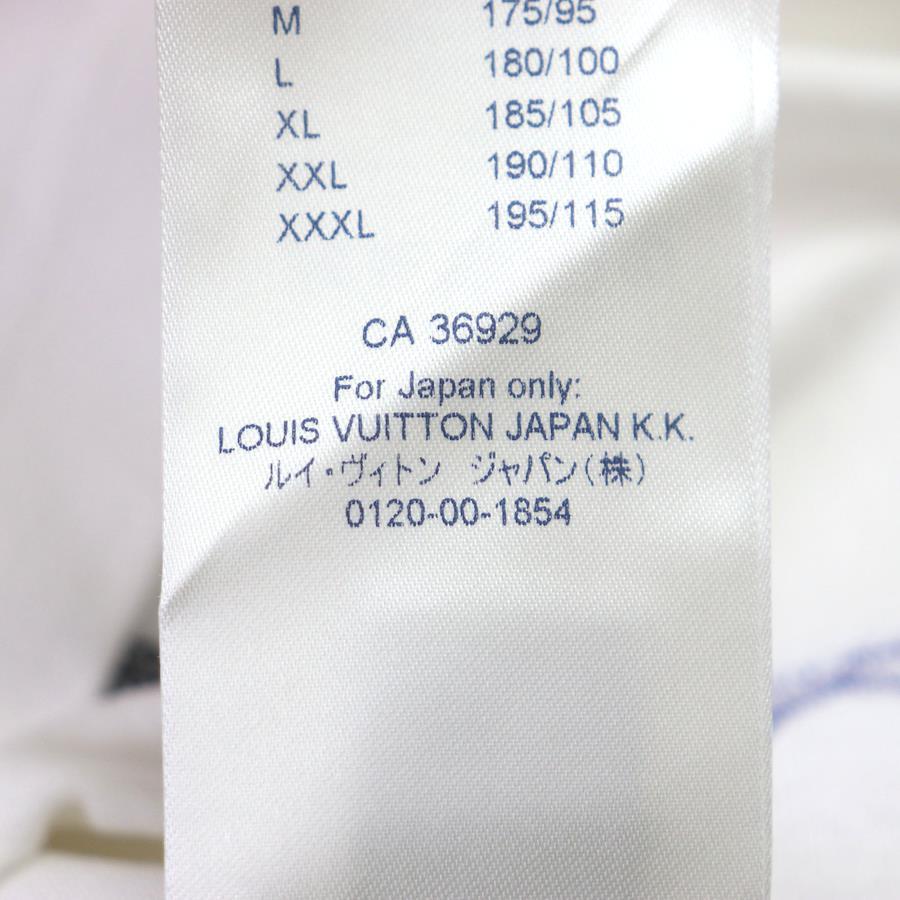 M 175/95
L 180/100
XL 185/105
XXL 190/110
XXXL 195/115
CA 36929
For Japan only:
LOUIS VUITTON JAPAN K.K.
ルイ・ヴィトン ジャパン(株)
0120-00-1854